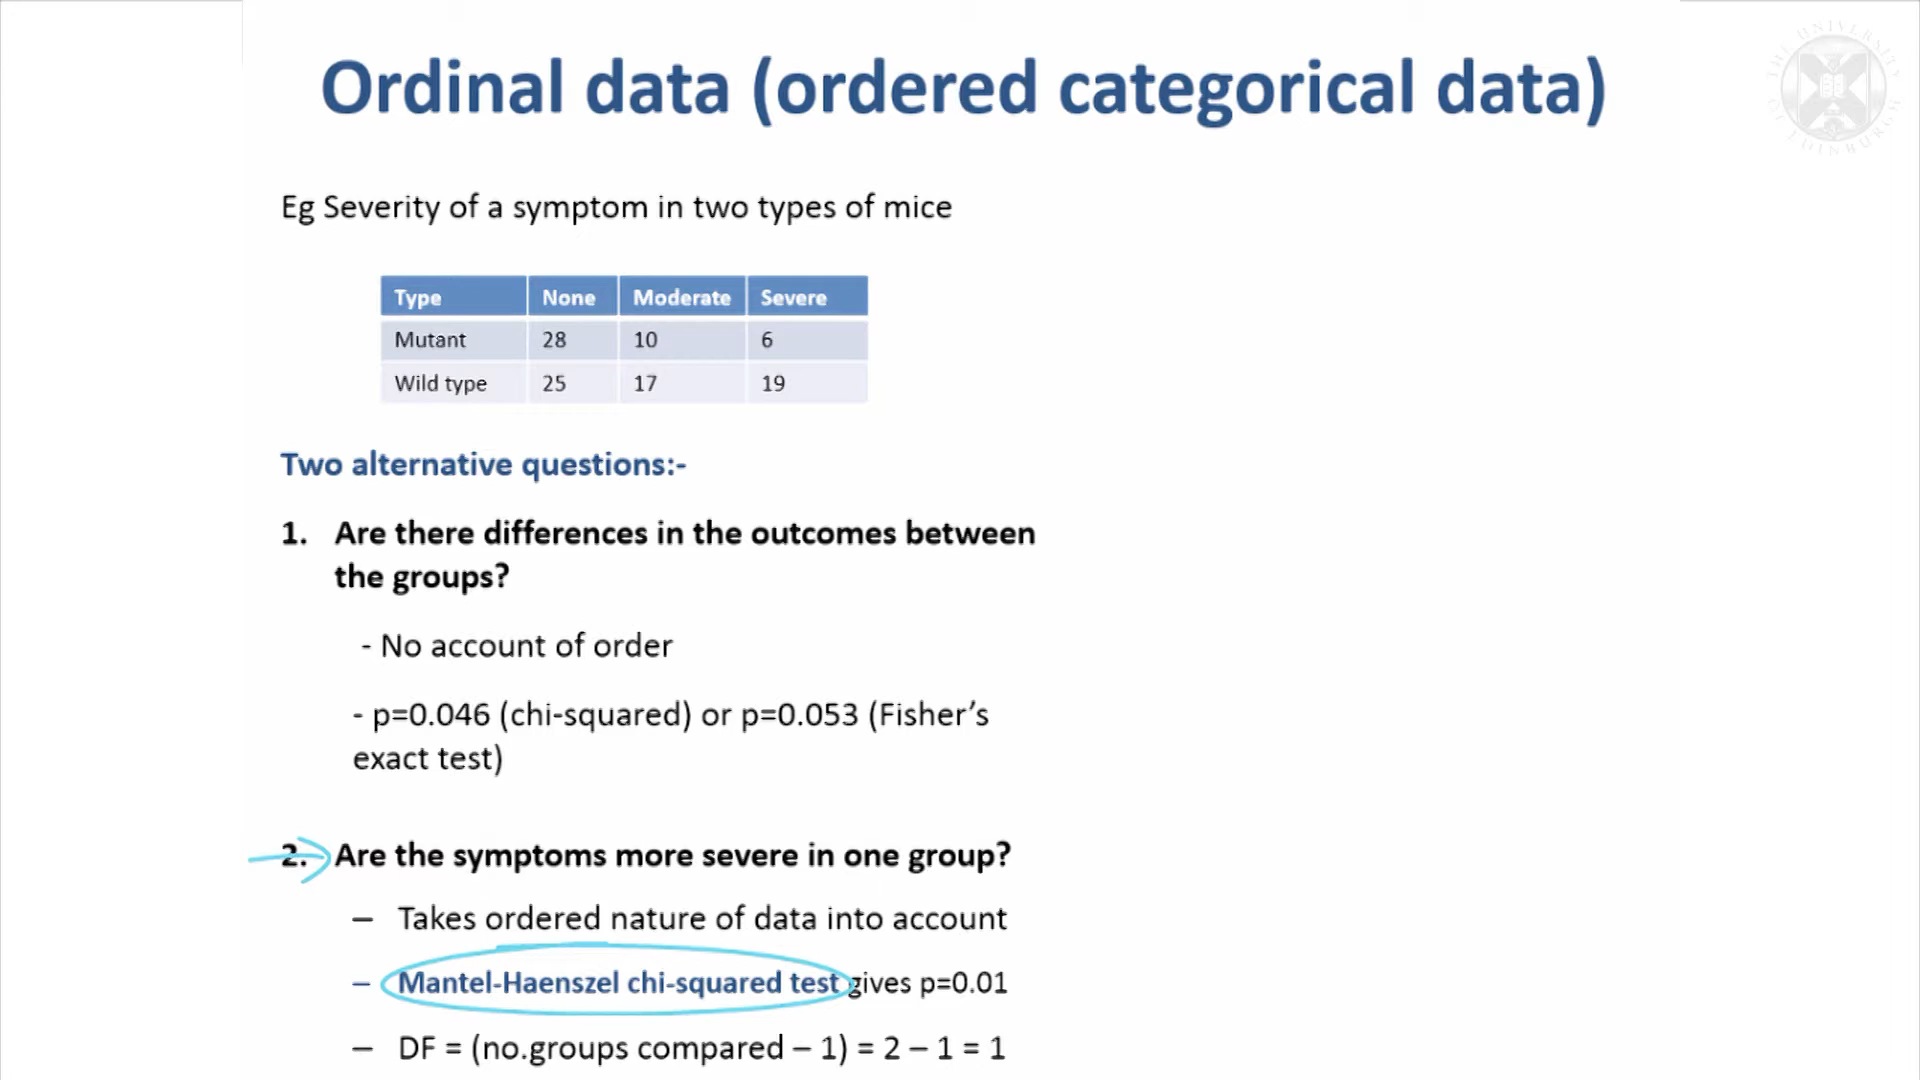 Ordinal data (ordered categorical data)
THE UNIVERSITY OF EDINBURGH
Eg Severity of a symptom in two types of mice
Type None Moderate Severe
Mutant 28 10 6
Wild type 25 17 19
Two alternative questions:-
1. Are there differences in the outcomes between
the groups?
- No account of order
- p=0.046 (chi-squared) or p=0.053 (Fisher’s
exact test)
2. Are the symptoms more severe in one group?
– Takes ordered nature of data into account
– Mantel-Haenszel chi-squared test gives p=0.01
– DF = (no.groups compared – 1) = 2 – 1 = 1